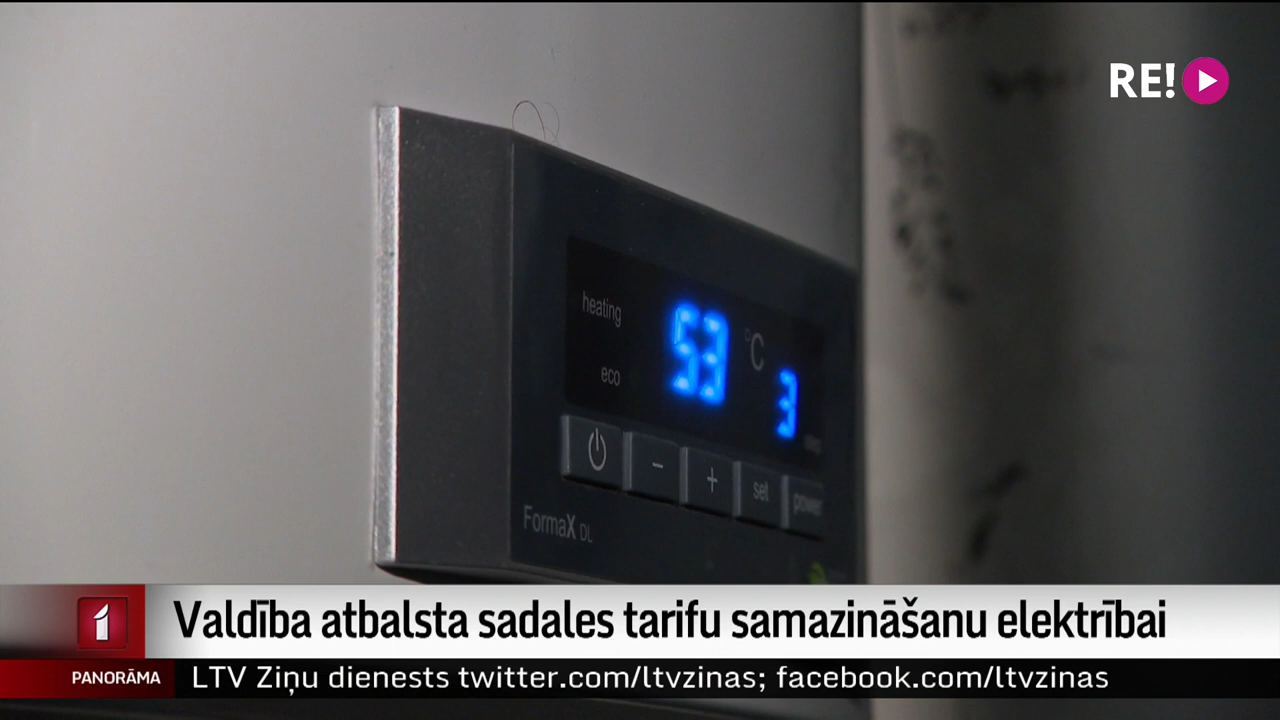 RE!
heating
53 °C
eco
3
- + set power
FormaX DL
1
Valdība atbalsta sadales tarifu samazināšanu elektrībai
PANORĀMA LTV Ziņu dienests twitter.com/ltvzinas; facebook.com/ltvzinas